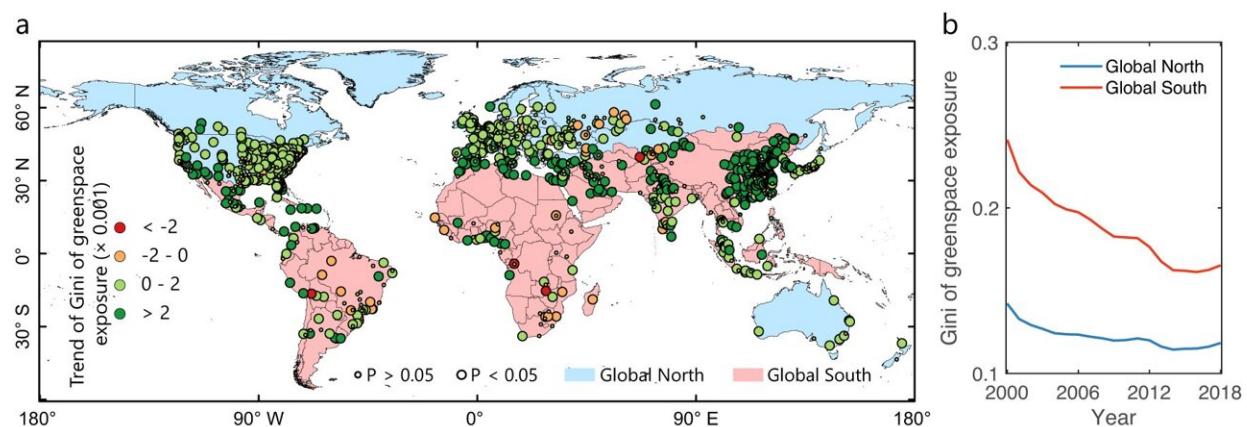 a
60° N
30° N
0°
30° S
180°
90° W
0°
90° E
180°
Trend of Gini of greenspace
exposure (× 0.001)
< -2
-2 - 0
0 - 2
> 2
P > 0.05
P < 0.05
Global North
Global South
b
Gini of greenspace exposure
0.3
0.2
0.1
Global North
Global South
2000
2006
2012
2018
Year